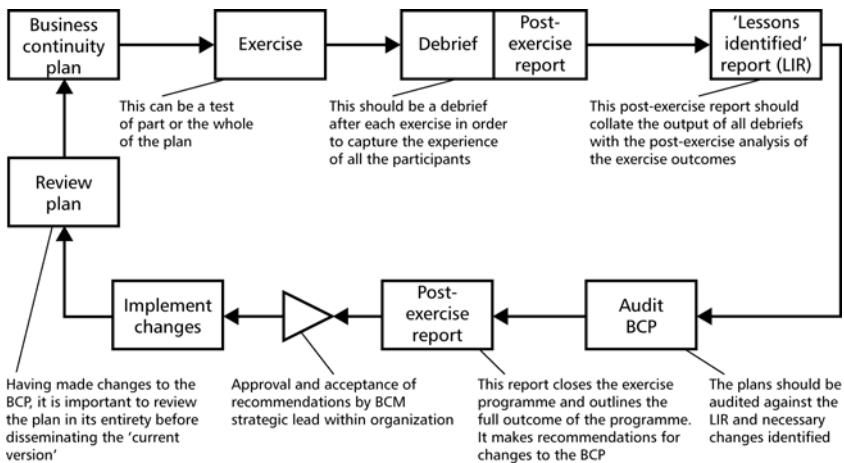 Business
continuity
plan
Exercise
Debrief
Post-
exercise
report
'Lessons
identified'
report (LIR)
This can be a test
of part or the whole
of the plan
This should be a debrief
after each exercise in order
to capture the experience
of all the participants
This post-exercise report should
collate the output of all debriefs
with the post-exercise analysis of
the exercise outcomes
Review
plan
Implement
changes
Post-
exercise
report
Audit
BCP
Having made changes to the
BCP, it is important to review
the plan in its entirety before
disseminating the 'current
version'
Approval and acceptance of
recommendations by BCM
strategic lead within organization
This report closes the exercise
programme and outlines the
full outcome of the programme.
It makes recommendations for
changes to the BCP
The plans should be
audited against the
LIR and necessary
changes identified